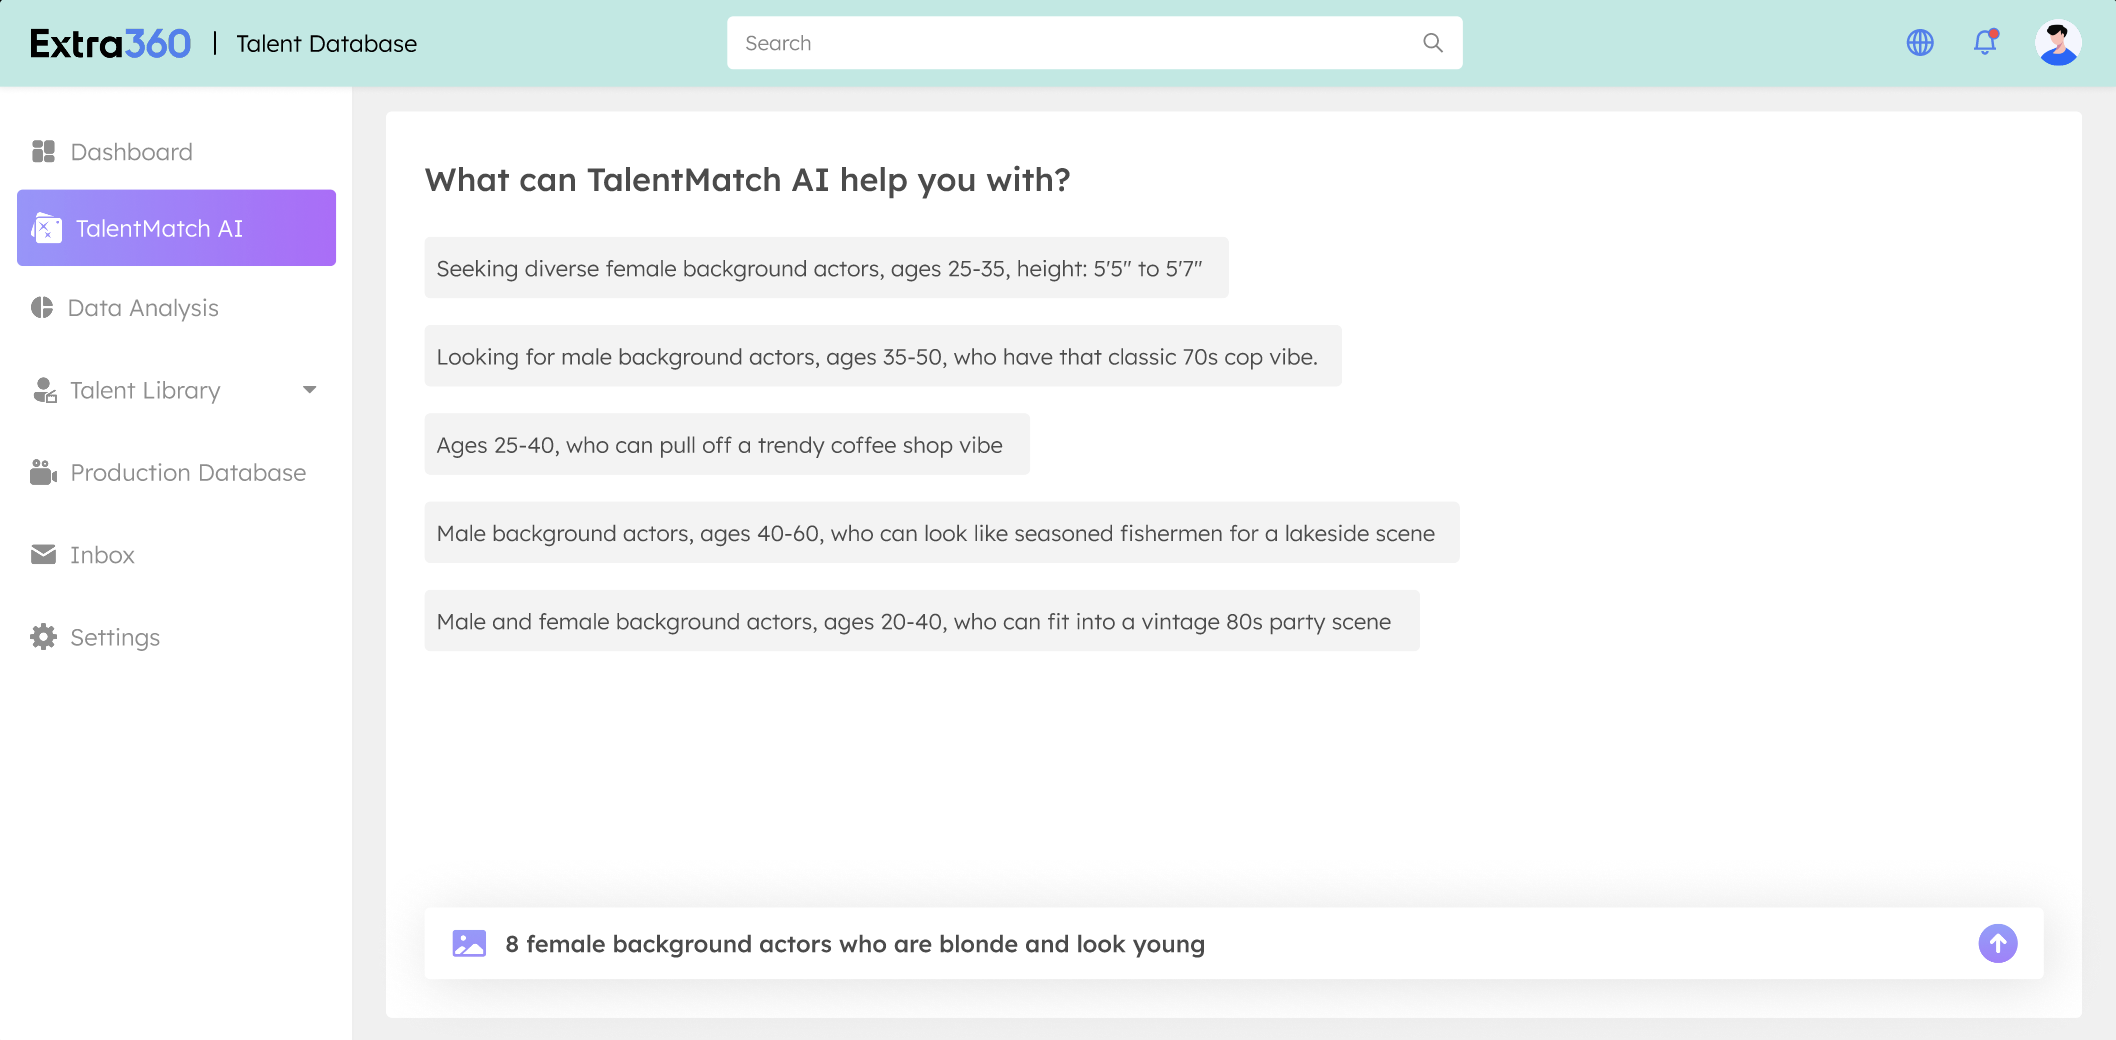 Extra360 | Talent Database
Search
Dashboard
TalentMatch AI
Data Analysis
Talent Library
Production Database
Inbox
Settings
What can TalentMatch AI help you with?
Seeking diverse female background actors, ages 25-35, height: 5'5" to 5'7"
Looking for male background actors, ages 35-50, who have that classic 70s cop vibe.
Ages 25-40, who can pull off a trendy coffee shop vibe
Male background actors, ages 40-60, who can look like seasoned fishermen for a lakeside scene
Male and female background actors, ages 20-40, who can fit into a vintage 80s party scene
8 female background actors who are blonde and look young